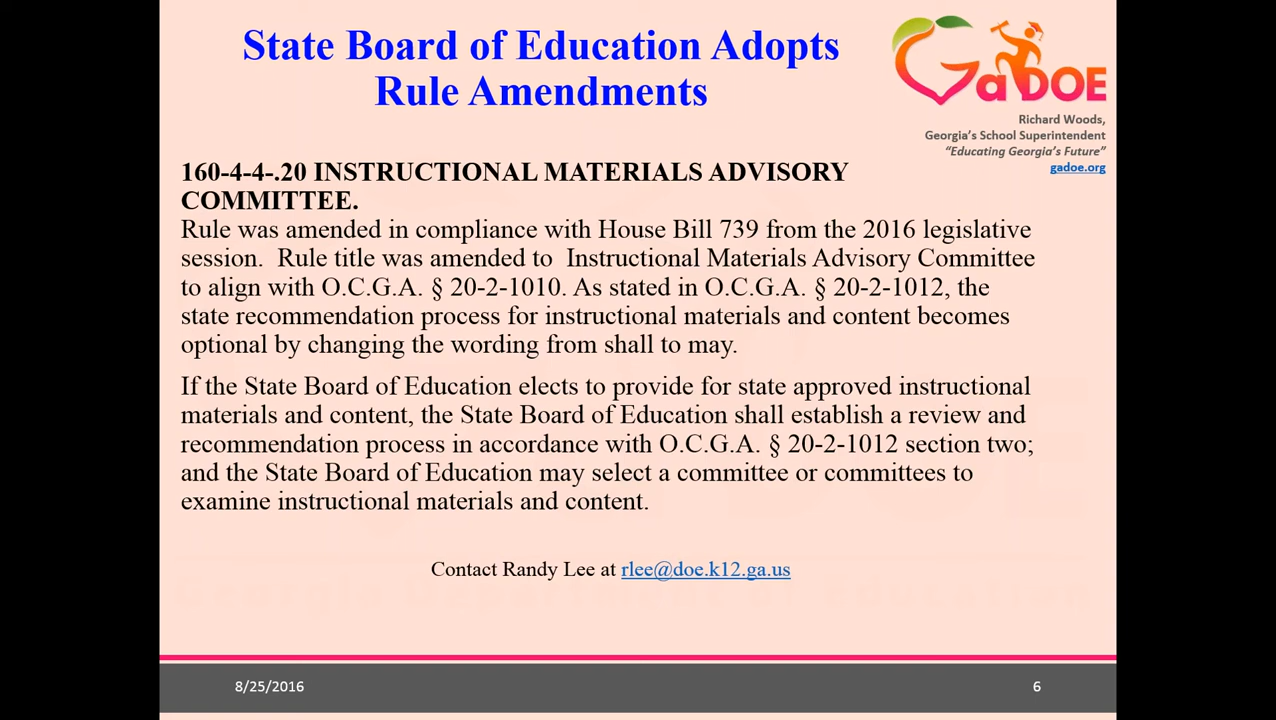 State Board of Education Adopts
Rule Amendments
GaDOE
Richard Woods,
Georgia's School Superintendent
"Educating Georgia's Future"
gadoe.org
160-4-4-.20 INSTRUCTIONAL MATERIALS ADVISORY
COMMITTEE.
Rule was amended in compliance with House Bill 739 from the 2016 legislative
session.  Rule title was amended to  Instructional Materials Advisory Committee
to align with O.C.G.A. § 20-2-1010. As stated in O.C.G.A. § 20-2-1012, the
state recommendation process for instructional materials and content becomes
optional by changing the wording from shall to may.
If the State Board of Education elects to provide for state approved instructional
materials and content, the State Board of Education shall establish a review and
recommendation process in accordance with O.C.G.A. § 20-2-1012 section two;
and the State Board of Education may select a committee or committees to
examine instructional materials and content.
Contact Randy Lee at rlee@doe.k12.ga.us
Georgia Department of Education
8/25/2016
6